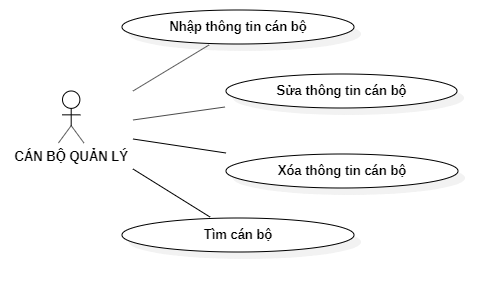 Nhập thông tin cán bộ
Sửa thông tin cán bộ
CÁN BỘ QUẢN LÝ
Xóa thông tin cán bộ
Tìm cán bộ